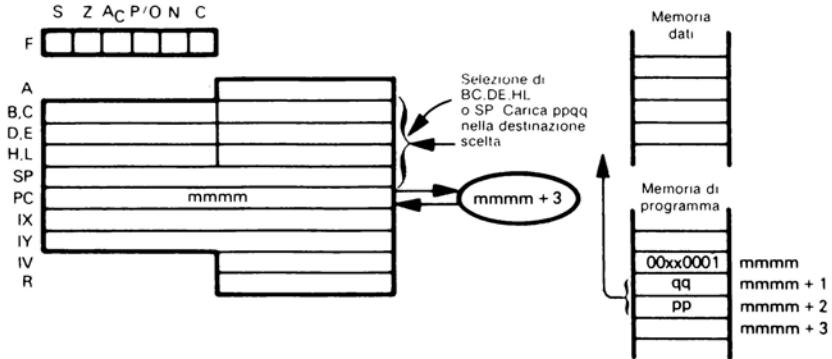 S Z AC P/O N C
F
A
B,C
D,E
H,L
SP
PC mmmm
IX
IY
IV
R
Selezione di
BC, DE, HL
o SP Carica ppqq
nella destinazione
scelta
mmmm + 3
Memoria
dati
Memoria di
programma
00xx0001 mmmm
qq mmmm + 1
pp mmmm + 2
mmmm + 3